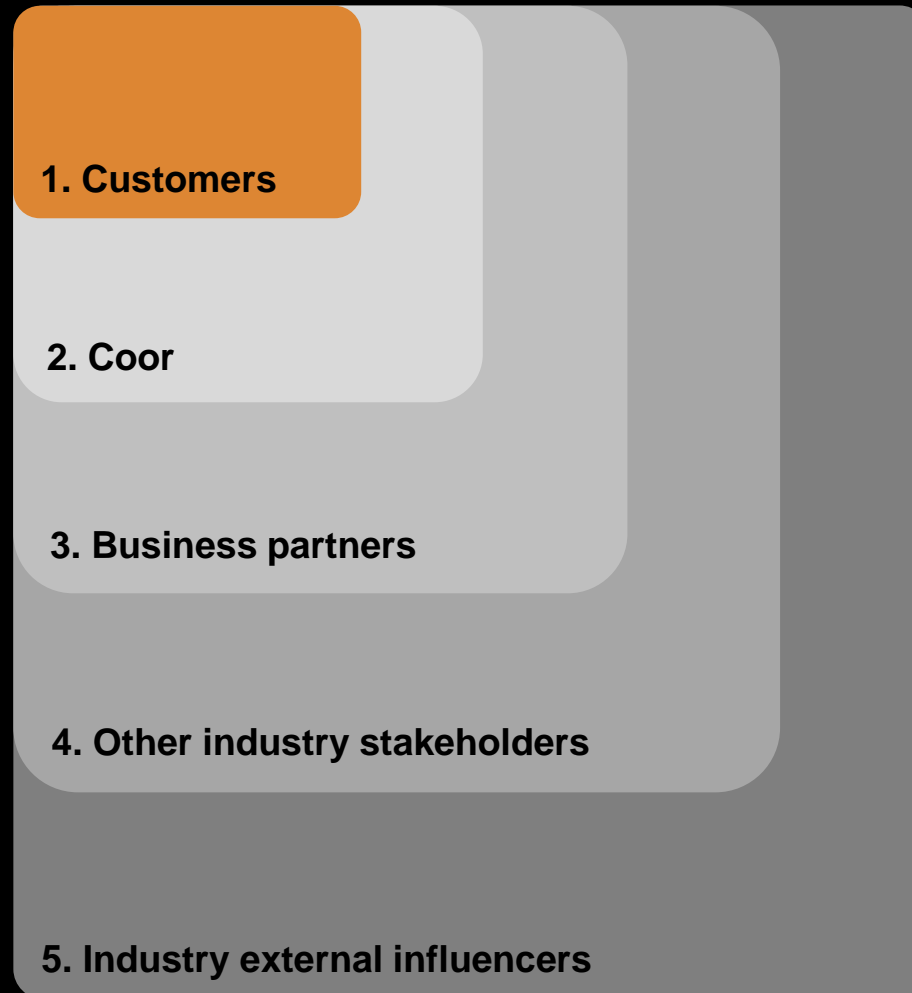 1. Customers
2. Coor
3. Business partners
4. Other industry stakeholders
5. Industry external influencers